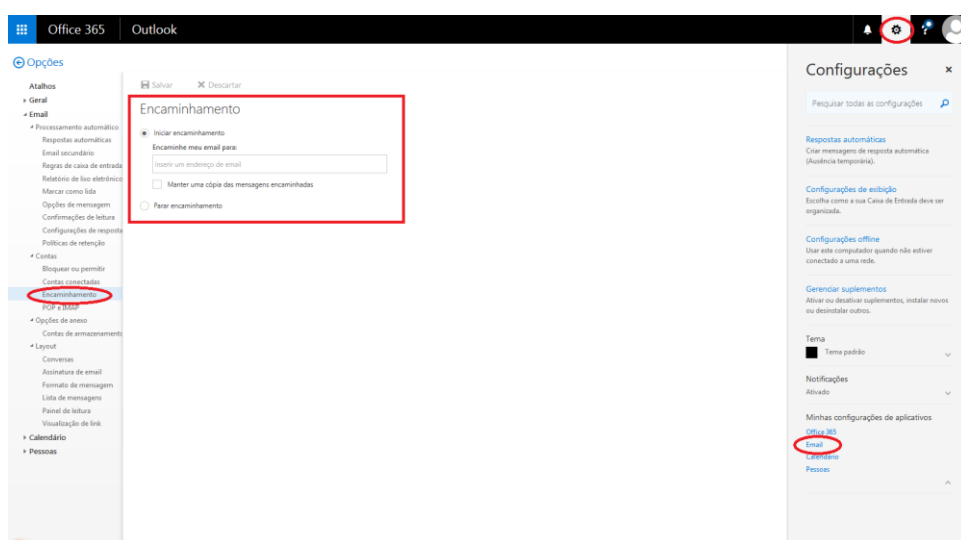 Office 365
Outlook
?
Opções
Atalhos
Geral
Email
Processamento automático
Respostas automáticas
Email secundário
Regras de caixa de entrada
Relatório de lixo eletrônico
Marcar como lida
Opções de mensagem
Confirmações de leitura
Configurações de resposta
Políticas de retenção
Contas
Bloquear ou permitir
Contas conectadas
Encaminhamento
POP e IMAP
Opções de anexo
Contas de armazenamento
Layout
Conversas
Assinatura de email
Formato de mensagem
Lista de mensagens
Painel de leitura
Visualização de link
Calendário
Pessoas
Salvar
Descartar
Encaminhamento
Iniciar encaminhamento
Encaminhe meu email para:
Inserir um endereço de email
Manter uma cópia das mensagens encaminhadas
Parar encaminhamento
Configurações
Pesquisar todas as configurações
Respostas automáticas
Criar mensagens de resposta automática
(Ausência temporária).
Configurações de exibição
Escolha como a sua Caixa de Entrada deve ser
organizada.
Configurações offline
Usar este computador quando não estiver
conectado a uma rede.
Gerenciar suplementos
Ativar ou desativar suplementos, instalar novos
ou desinstalar outros.
Tema
Tema padrão
Notificações
Ativado
Minhas configurações de aplicativos
Office 365
Email
Calendário
Pessoas